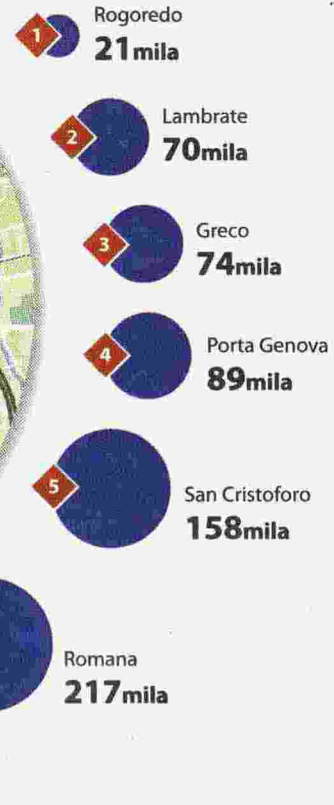 1
Rogoredo
21mila
2
Lambrate
70mila
3
Greco
74mila
4
Porta Genova
89mila
5
San Cristoforo
158mila
Romana
217mila